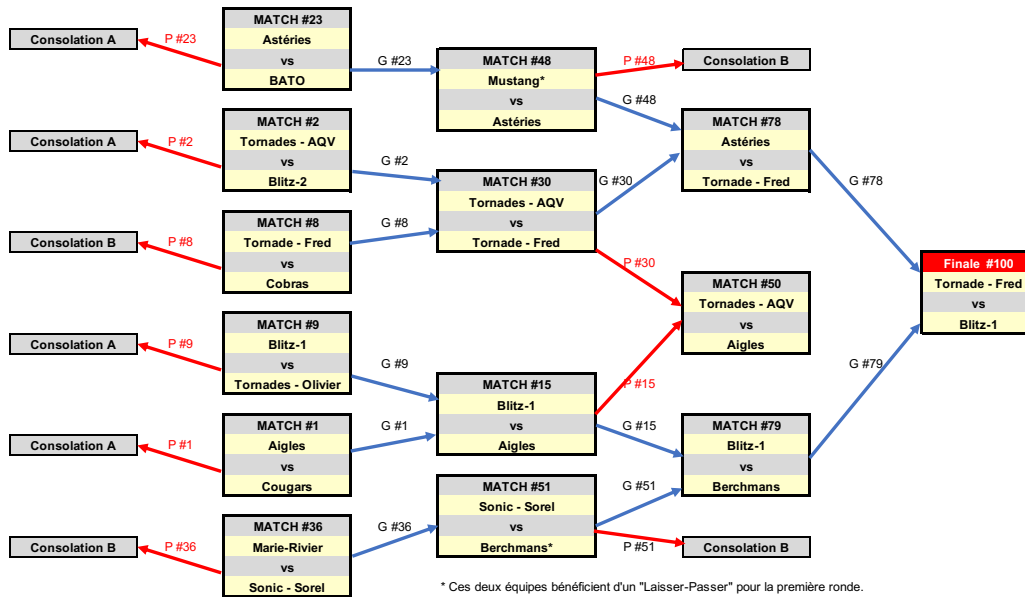 MATCH #23
Astéries
vs
BATO
Consolation A
P #23
G #23
MATCH #48
Mustang*
vs
Astéries
P #48
Consolation B
G #48
MATCH #2
Tornades - AQV
vs
Blitz-2
Consolation A
P #2
G #2
MATCH #78
Astéries
vs
Tornade - Fred
G #78
MATCH #30
Tornades - AQV
vs
Tornade - Fred
G #30
P #30
MATCH #8
Tornade - Fred
vs
Cobras
Consolation B
P #8
G #8
Finale #100
Tornade - Fred
vs
Blitz-1
MATCH #50
Tornades - AQV
vs
Aigles
MATCH #9
Blitz-1
vs
Tornades - Olivier
Consolation A
P #9
G #9
MATCH #15
Blitz-1
vs
Aigles
P #15
G #15
G #79
MATCH #1
Aigles
vs
Cougars
Consolation A
P #1
G #1
MATCH #79
Blitz-1
vs
Berchmans
MATCH #51
Sonic - Sorel
vs
Berchmans*
G #51
P #51
Consolation B
MATCH #36
Marie-Rivier
vs
Sonic - Sorel
Consolation B
P #36
G #36
* Ces deux équipes bénéficient d'un "Laisser-Passer" pour la première ronde.